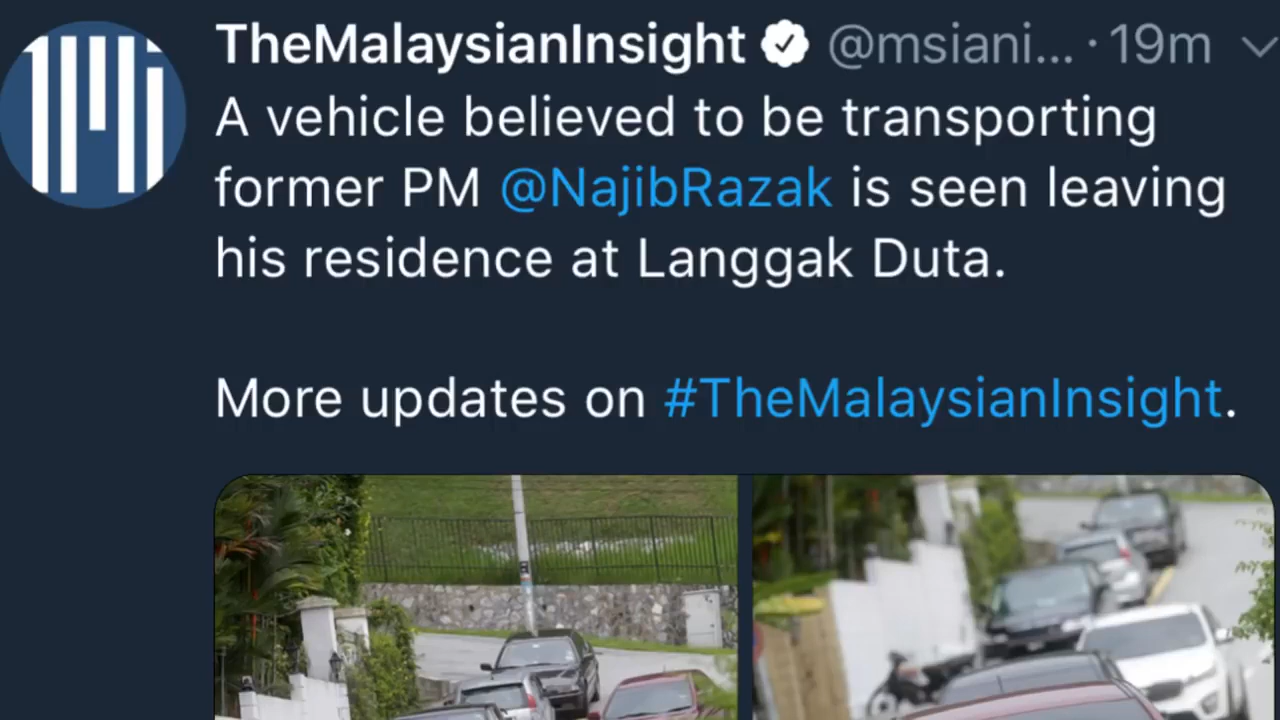 TheMalaysianInsight @msiani... · 19m
A vehicle believed to be transporting
former PM @NajibRazak is seen leaving
his residence at Langgak Duta.
More updates on #TheMalaysianInsight.